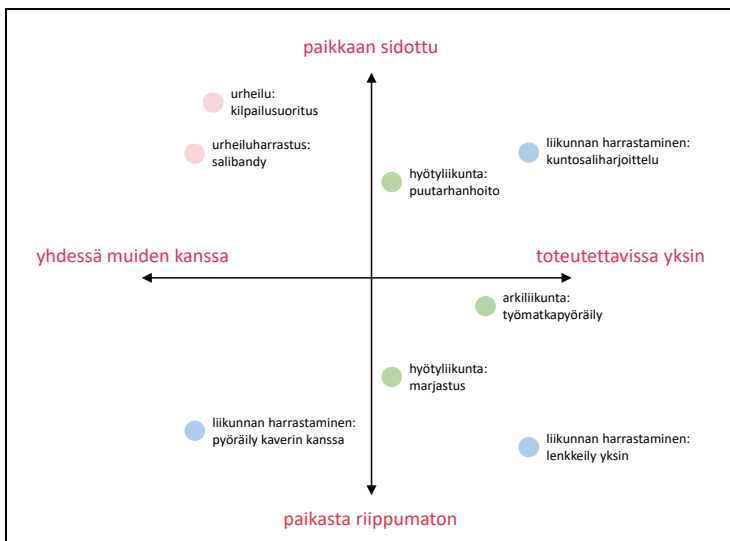 paikkaan sidottu
urheilu:
kilpailusuoritus
urheiluharrastus:
salibandy
liikunnan harrastaminen:
kuntosaliharjoittelu
hyötyliikunta:
puutarhanhoito
yhdessä muiden kanssa
toteutettavissa yksin
arkiliikunta:
työmatkapyöräily
hyötyliikunta:
marjastus
liikunnan harrastaminen:
pyöräily kaverin kanssa
liikunnan harrastaminen:
lenkkeily yksin
paikasta riippumaton